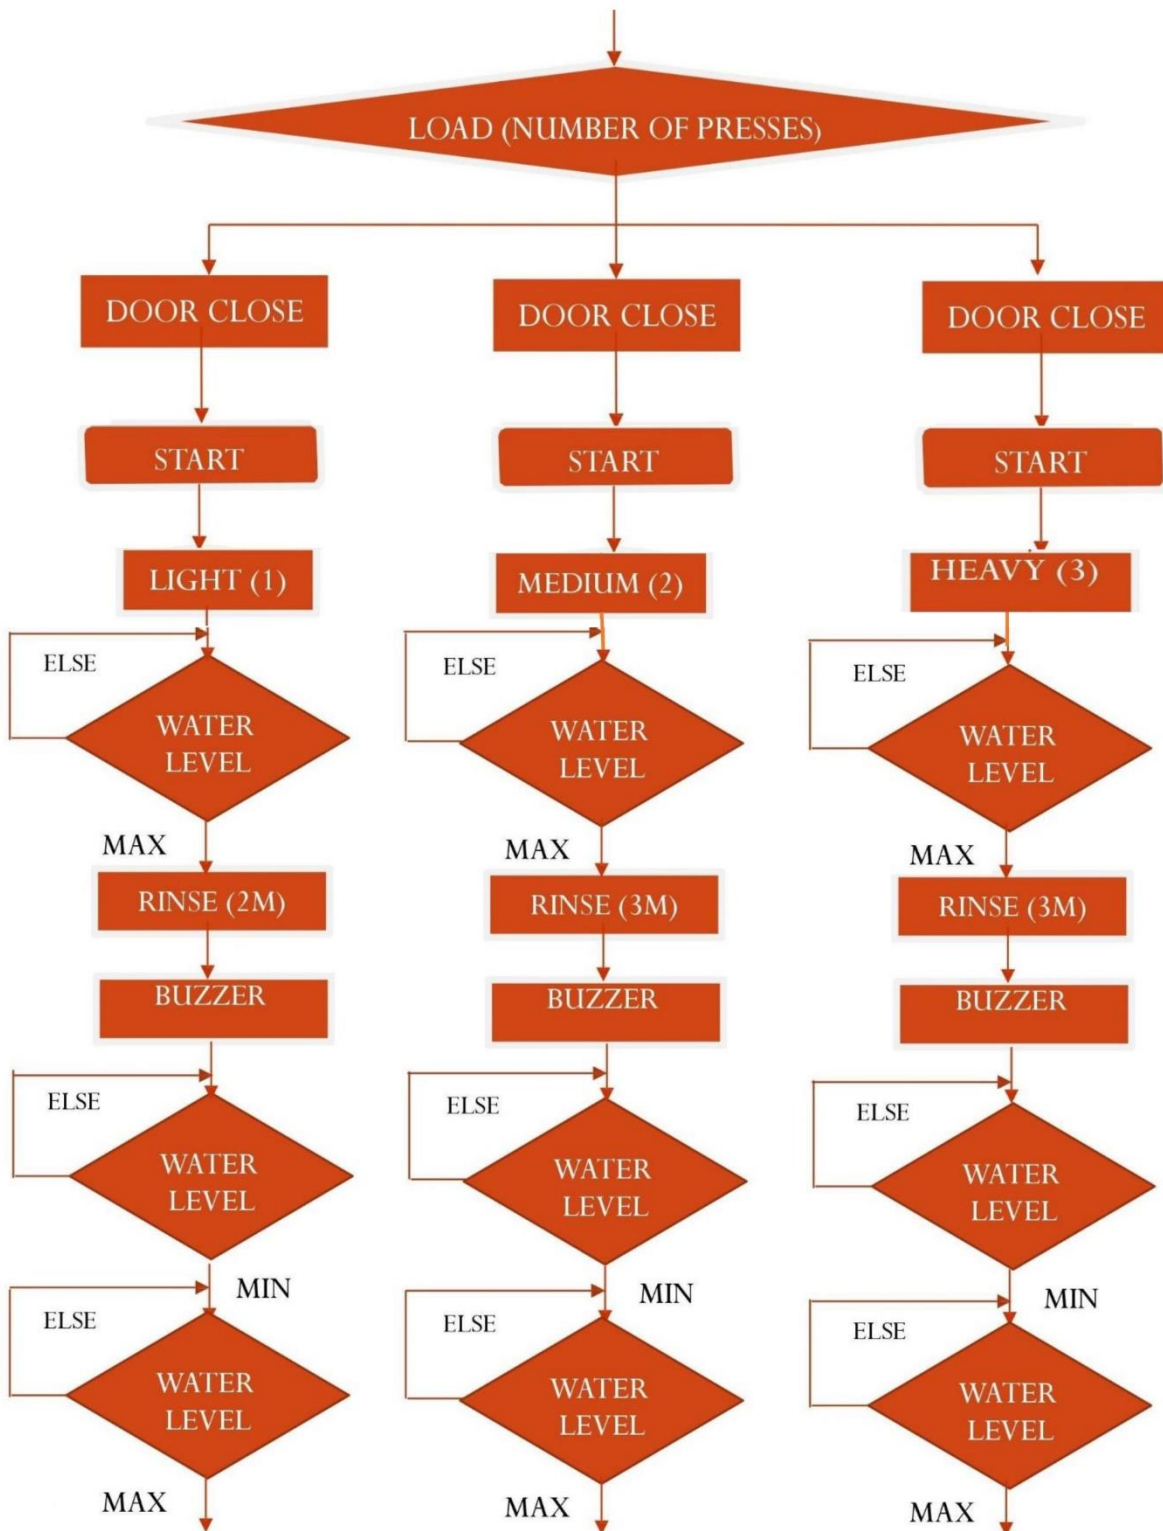 LOAD (NUMBER OF PRESSES)
DOOR CLOSE
DOOR CLOSE
DOOR CLOSE
START
START
START
LIGHT (1)
MEDIUM (2)
HEAVY (3)
ELSE
ELSE
ELSE
WATER
LEVEL
WATER
LEVEL
WATER
LEVEL
MAX
MAX
MAX
RINSE (2M)
RINSE (3M)
RINSE (3M)
BUZZER
BUZZER
BUZZER
ELSE
ELSE
ELSE
WATER
LEVEL
WATER
LEVEL
WATER
LEVEL
MIN
MIN
MIN
ELSE
ELSE
ELSE
WATER
LEVEL
WATER
LEVEL
WATER
LEVEL
MAX
MAX
MAX